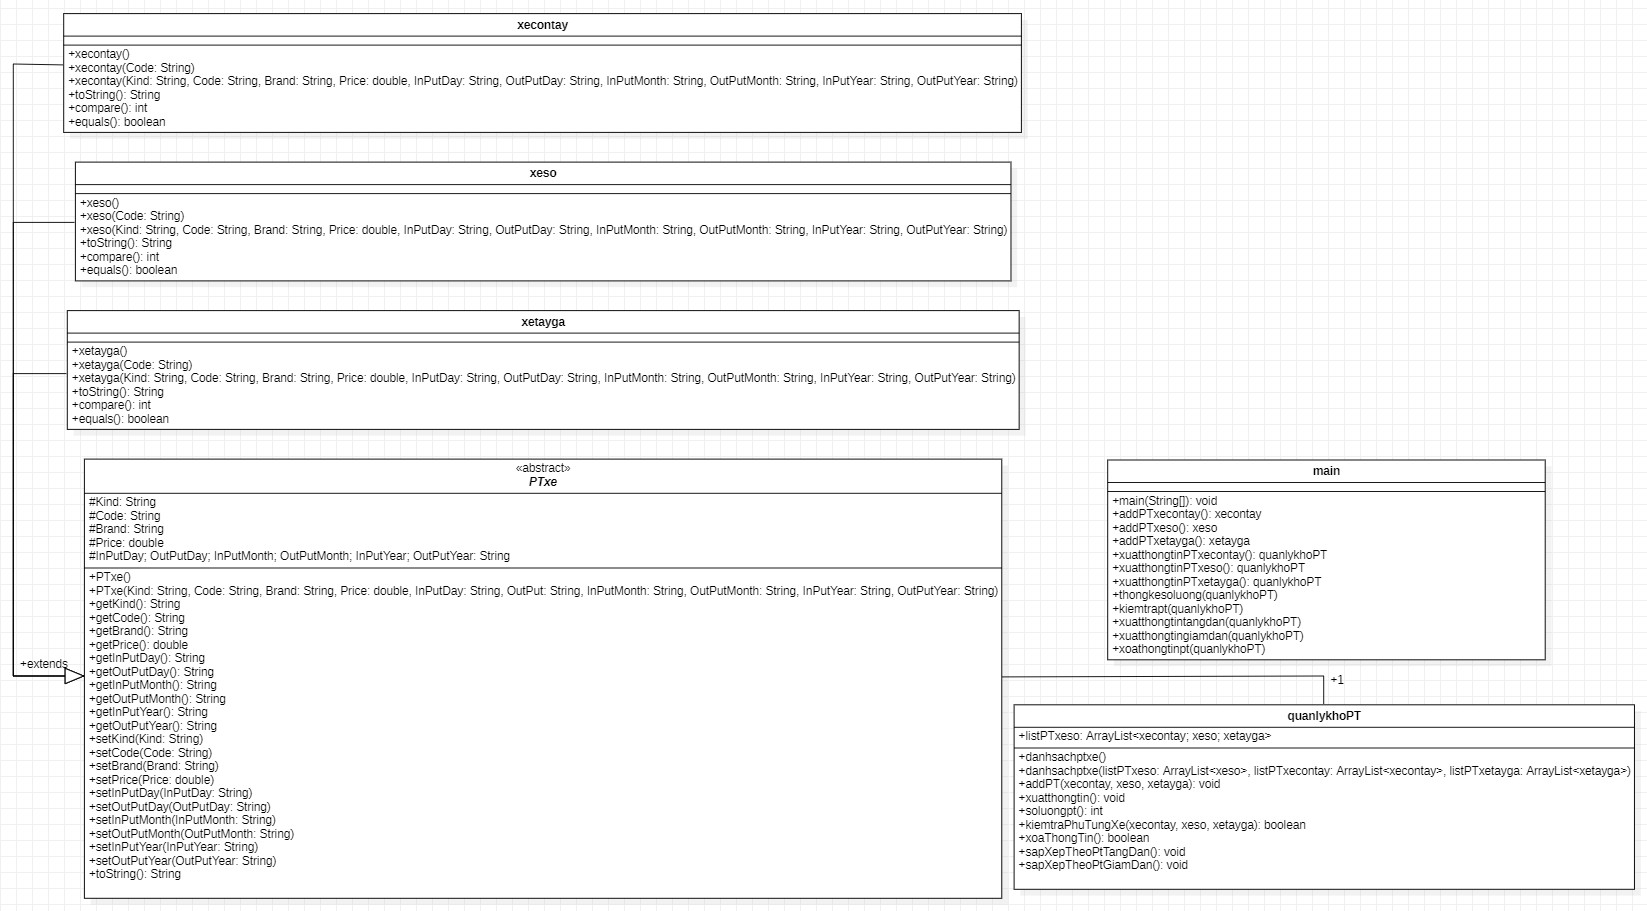 xecontay
+xecontay()
+xecontay(Code: String)
+xecontay(Kind: String, Code: String, Brand: String, Price: double, InPutDay: String, OutPutDay: String, InPutMonth: String, OutPutMonth: String, InPutYear: String, OutPutYear: String)
+toString(): String
+compare(): int
+equals(): boolean
xeso
+xeso()
+xeso(Code: String)
+xeso(Kind: String, Code: String, Brand: String, Price: double, InPutDay: String, OutPutDay: String, InPutMonth: String, OutPutMonth: String, InPutYear: String, OutPutYear: String)
+toString(): String
+compare(): int
+equals(): boolean
xetayga
+xetayga()
+xetayga(Code: String)
+xetayga(Kind: String, Code: String, Brand: String, Price: double, InPutDay: String, OutPutDay: String, InPutMonth: String, OutPutMonth: String, InPutYear: String, OutPutYear: String)
+toString(): String
+compare(): int
+equals(): boolean
«abstract»
PTxe
#Kind: String
#Code: String
#Brand: String
#Price: double
#InPutDay; OutPutDay; InPutMonth; OutPutMonth; InPutYear; OutPutYear: String
+PTxe()
+PTxe(Kind: String, Code: String, Brand: String, Price: double, InPutDay: String, OutPut: String, InPutMonth: String, OutPutMonth: String, InPutYear: String, OutPutYear: String)
+getKind(): String
+getCode(): String
+getBrand(): String
+getPrice(): double
+getInPutDay(): String
+getOutPutDay(): String
+getInPutMonth(): String
+getOutPutMonth(): String
+getInPutYear(): String
+getOutPutYear(): String
+setKind(Kind: String)
+setCode(Code: String)
+setBrand(Brand: String)
+setPrice(Price: double)
+setInPutDay(InPutDay: String)
+setOutPutDay(OutPutDay: String)
+setInPutMonth(InPutMonth: String)
+setOutPutMonth(OutPutMonth: String)
+setInPutYear(InPutYear: String)
+setOutPutYear(OutPutYear: String)
+toString(): String
+extends
main
+main(String[]): void
+addPTxecontay(): xecontay
+addPTxeso(): xeso
+addPTxetayga(): xetayga
+xuatthongtinPTxecontay(): quanlykhoPT
+xuatthongtinPTxeso(): quanlykhoPT
+xuatthongtinPTxetayga(): quanlykhoPT
+thongkesoluong(quanlykhoPT)
+kiemtrapt(quanlykhoPT)
+xuatthongtintangdan(quanlykhoPT)
+xuatthongtingiamdan(quanlykhoPT)
+xoathongtinpt(quanlykhoPT)
+1
quanlykhoPT
+listPTxeso: ArrayList<xecontay; xeso; xetayga>
+danhsachptxe()
+danhsachptxe(listPTxeso: ArrayList<xeso>, listPTxecontay: ArrayList<xecontay>, listPTxetayga: ArrayList<xetayga>)
+addPT(xecontay, xeso, xetayga): void
+xuatthongtin(): void
+soluongpt(): int
+kiemtraPhuTungXe(xecontay, xeso, xetayga): boolean
+xoaThongTin(): boolean
+sapXepTheoPtTangDan(): void
+sapXepTheoPtGiamDan(): void